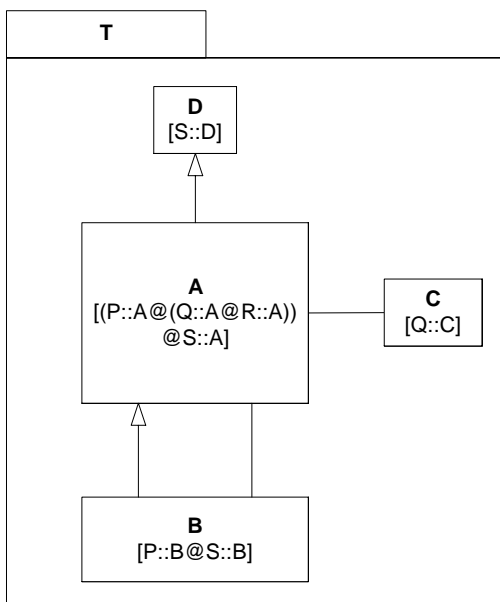 T
D
[S::D]
A
[(P::A@(Q::A@R::A))
@S::A]
C
[Q::C]
B
[P::B@S::B]